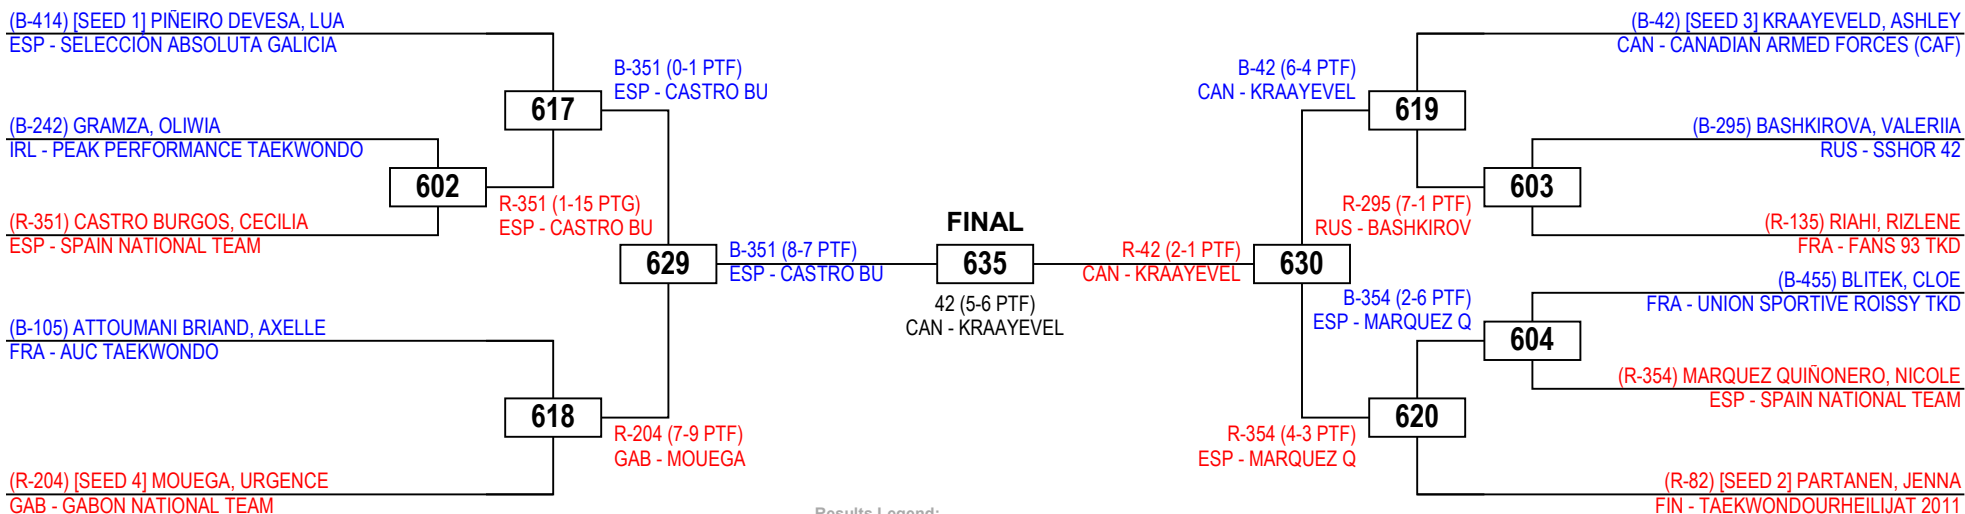 (B-414) [SEED 1] PIÑEIRO DEVESA, LUA
ESP - SELECCIÓN ABSOLUTA GALICIA
B-351 (0-1 PTF)
ESP - CASTRO BU
617
(B-242) GRAMZA, OLIWIA
IRL - PEAK PERFORMANCE TAEKWONDO
602
R-351 (1-15 PTG)
ESP - CASTRO BU
(R-351) CASTRO BURGOS, CECILIA
ESP - SPAIN NATIONAL TEAM
629
B-351 (8-7 PTF)
ESP - CASTRO BU
(B-105) ATTOUMANI BRIAND, AXELLE
FRA - AUC TAEKWONDO
618
R-204 (7-9 PTF)
GAB - MOUEGA
(R-204) [SEED 4] MOUEGA, URGENCE
GAB - GABON NATIONAL TEAM
FINAL
635
42 (5-6 PTF)
CAN - KRAAYEVEL
(B-42) [SEED 3] KRAAYEVELD, ASHLEY
CAN - CANADIAN ARMED FORCES (CAF)
B-42 (6-4 PTF)
CAN - KRAAYEVEL
619
(B-295) BASHKIROVA, VALERIIA
RUS - SSHOR 42
603
R-295 (7-1 PTF)
RUS - BASHKIROV
(R-135) RIAHI, RIZLENE
FRA - FANS 93 TKD
R-42 (2-1 PTF)
CAN - KRAAYEVEL
630
(B-455) BLITEK, CLOE
FRA - UNION SPORTIVE ROISSY TKD
B-354 (2-6 PTF)
ESP - MARQUEZ Q
604
(R-354) MARQUEZ QUIÑONERO, NICOLE
ESP - SPAIN NATIONAL TEAM
620
R-354 (4-3 PTF)
ESP - MARQUEZ Q
(R-82) [SEED 2] PARTANEN, JENNA
FIN - TAEKWONDOURHEILIJAT 2011
Results Legend: